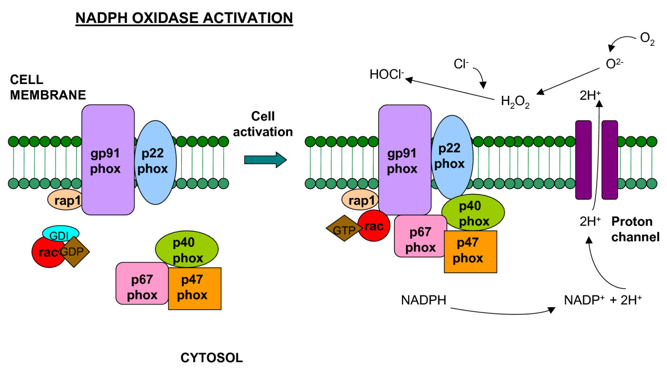 NADPH OXIDASE ACTIVATION
CELL
MEMBRANE
gp91
phox
p22
phox
rap1
GDI
rac
GDP
p40
phox
p67
phox
p47
phox
Cell
activation
CYTOSOL
O₂
O²⁻
Cl⁻
HOCl⁻
H₂O₂
2H⁺
gp91
phox
p22
phox
rap1
GTP
rac
p40
phox
p67
phox
p47
phox
2H⁺
Proton
channel
NADPH
NADP⁺ + 2H⁺